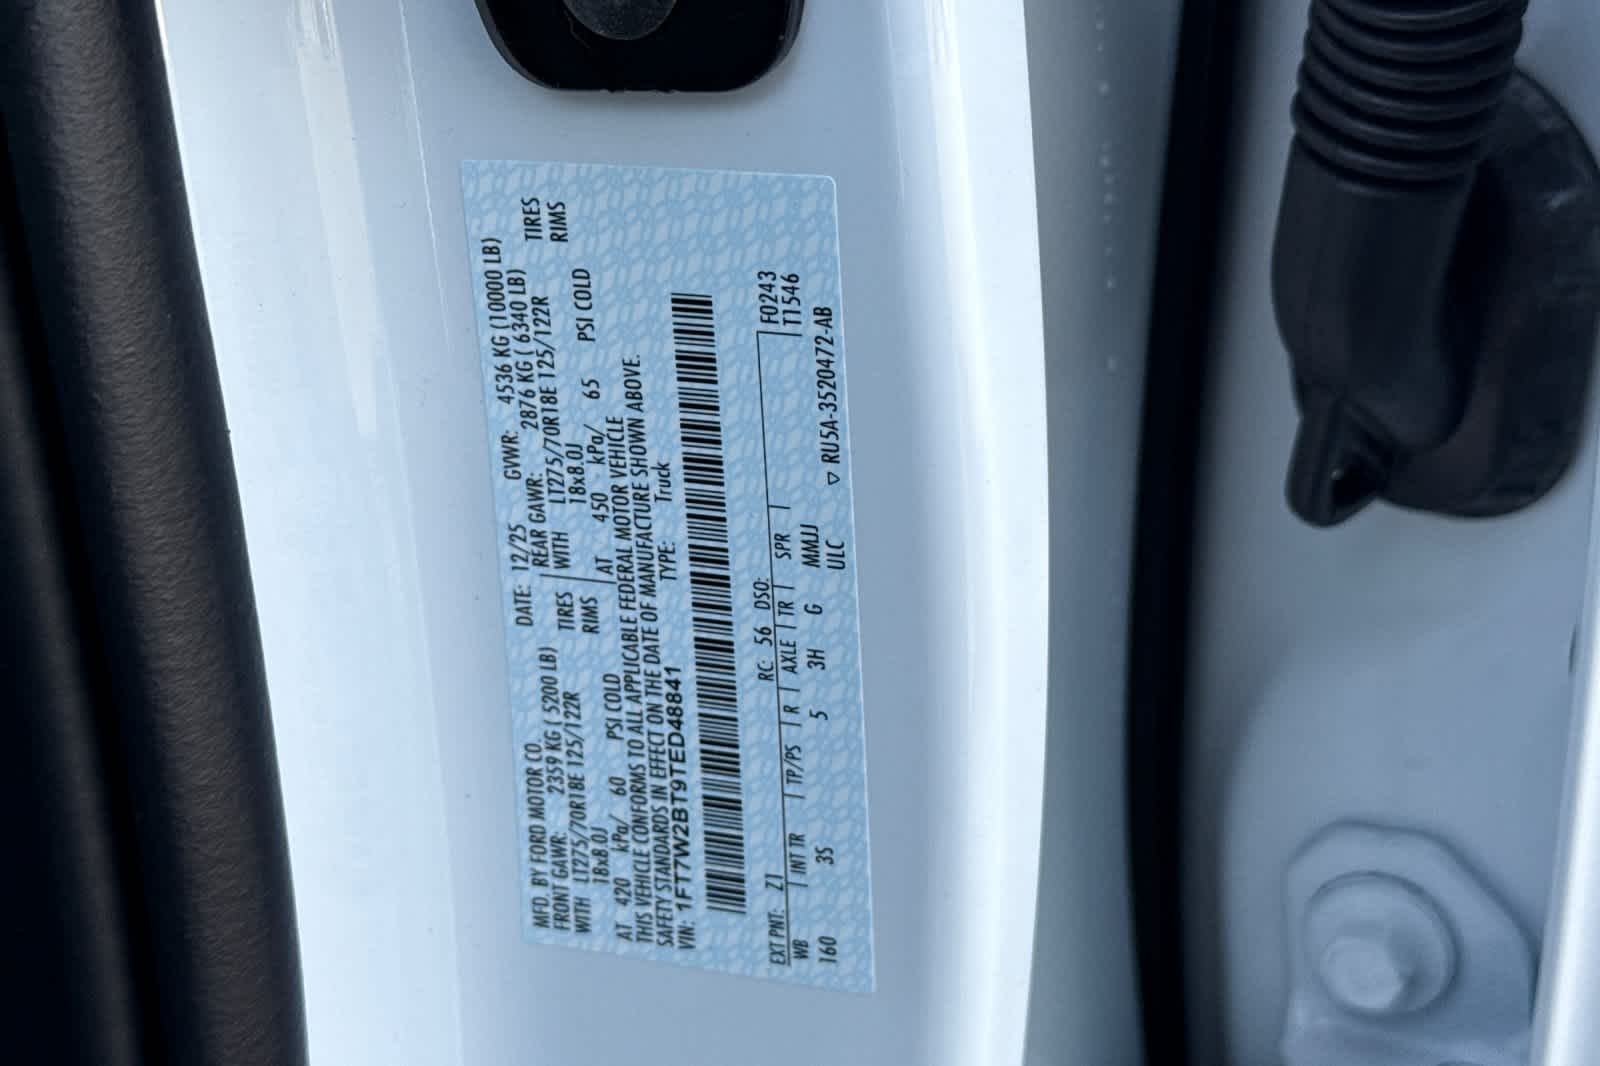 MFD. BY FORD MOTOR CO. DATE: 12/25 GVWR: 4536 KG (10000 LB)
FRONT GAWR: 2359 KG ( 5200 LB) REAR GAWR: 2876 KG ( 6340 LB)
WITH LT275/70R18E 125/122R TIRES WITH LT275/70R18E 125/122R TIRES
18x8.0J RIMS 18x8.0J RIMS
AT 420 kPa/ 60 PSI COLD AT 450 kPa/ 65 PSI COLD
THIS VEHICLE CONFORMS TO ALL APPLICABLE FEDERAL MOTOR VEHICLE
SAFETY STANDARDS IN EFFECT ON THE DATE OF MANUFACTURE SHOWN ABOVE.
VIN: 1FT7W2BT9TED48841 TYPE: Truck
EXT PNT: Z1 RC: 56 DSO: F0243
WB | INT TR | TP/PS | R | AXLE | TR | SPR | T1546
160 3S 5 3H G MMJJ
ULC ▽ RU5A-3520472-AB